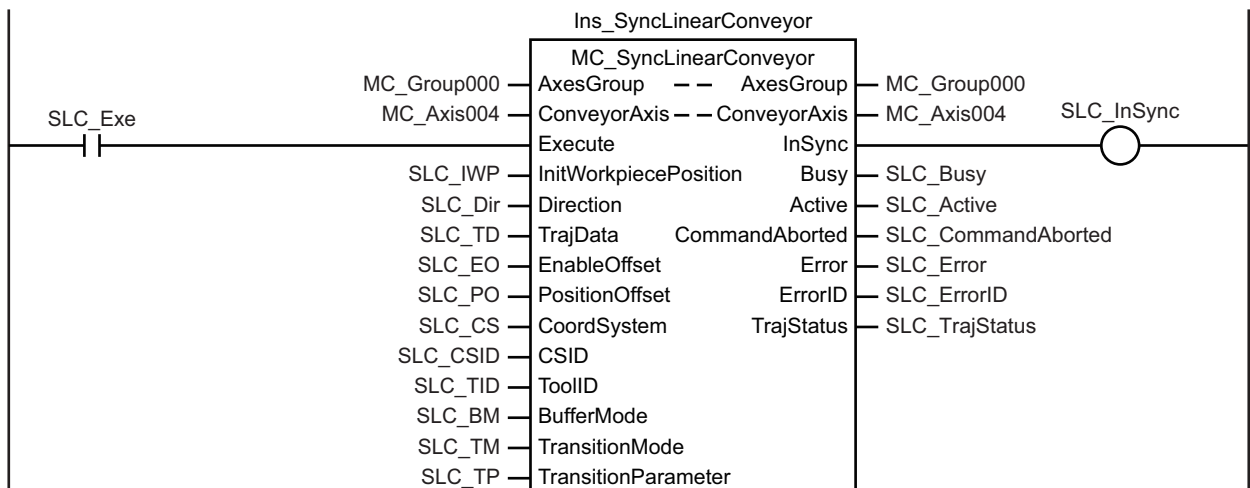 Ins_SyncLinearConveyor
MC_SyncLinearConveyor
MC_Group000 AxesGroup AxesGroup MC_Group000
MC_Axis004 ConveyorAxis ConveyorAxis MC_Axis004
SLC_Exe SLC_InSync
Execute InSync
SLC_IWP InitWorkpiecePosition Busy SLC_Busy
SLC_Dir Direction Active SLC_Active
SLC_TD TrajData CommandAborted SLC_CommandAborted
SLC_EO EnableOffset Error SLC_Error
SLC_PO PositionOffset ErrorID SLC_ErrorID
SLC_CS CoordSystem TrajStatus SLC_TrajStatus
SLC_CSID CSID
SLC_TID ToolID
SLC_BM BufferMode
SLC_TM TransitionMode
SLC_TP TransitionParameter